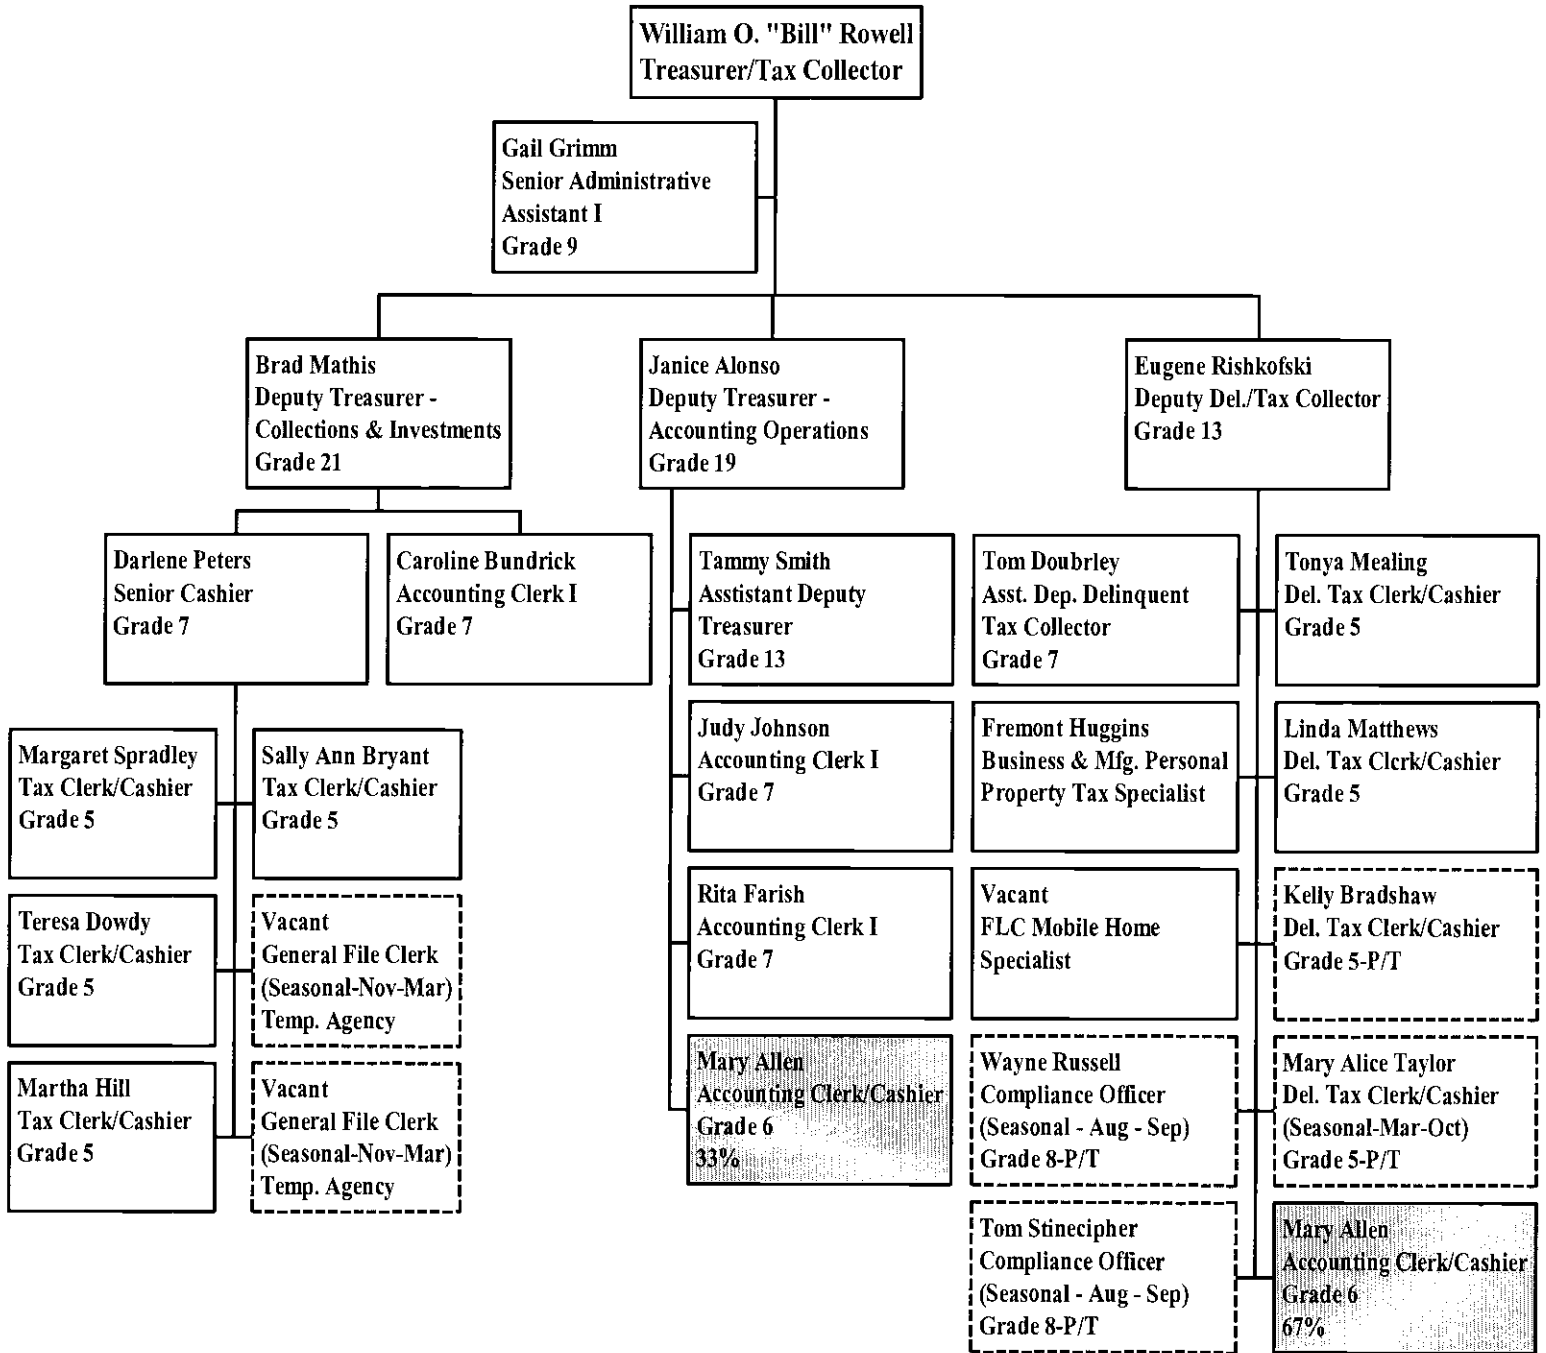 William O. "Bill" Rowell
Treasurer/Tax Collector
Gail Grimm
Senior Administrative
Assistant I
Grade 9
Brad Mathis
Deputy Treasurer -
Collections & Investments
Grade 21
Janice Alonso
Deputy Treasurer -
Accounting Operations
Grade 19
Eugene Rishkofski
Deputy Del./Tax Collector
Grade 13
Darlene Peters
Senior Cashier
Grade 7
Caroline Bundrick
Accounting Clerk I
Grade 7
Tammy Smith
Asstistant Deputy
Treasurer
Grade 13
Tom Doubrley
Asst. Dep. Delinquent
Tax Collector
Grade 7
Tonya Mealing
Del. Tax Clerk/Cashier
Grade 5
Margaret Spradley
Tax Clerk/Cashier
Grade 5
Sally Ann Bryant
Tax Clerk/Cashier
Grade 5
Judy Johnson
Accounting Clerk I
Grade 7
Fremont Huggins
Business & Mfg. Personal
Property Tax Specialist
Linda Matthews
Del. Tax Clerk/Cashier
Grade 5
Teresa Dowdy
Tax Clerk/Cashier
Grade 5
Vacant
General File Clerk
(Seasonal-Nov-Mar)
Temp. Agency
Rita Farish
Accounting Clerk I
Grade 7
Vacant
FLC Mobile Home
Specialist
Kelly Bradshaw
Del. Tax Clerk/Cashier
Grade 5-P/T
Martha Hill
Tax Clerk/Cashier
Grade 5
Vacant
General File Clerk
(Seasonal-Nov-Mar)
Temp. Agency
Mary Allen
Accounting Clerk/Cashier
Grade 6
33%
Wayne Russell
Compliance Officer
(Seasonal - Aug - Sep)
Grade 8-P/T
Mary Alice Taylor
Del. Tax Clerk/Cashier
(Seasonal-Mar-Oct)
Grade 5-P/T
Tom Stinecipher
Compliance Officer
(Seasonal - Aug - Sep)
Grade 8-P/T
Mary Allen
Accounting Clerk/Cashier
Grade 6
67%